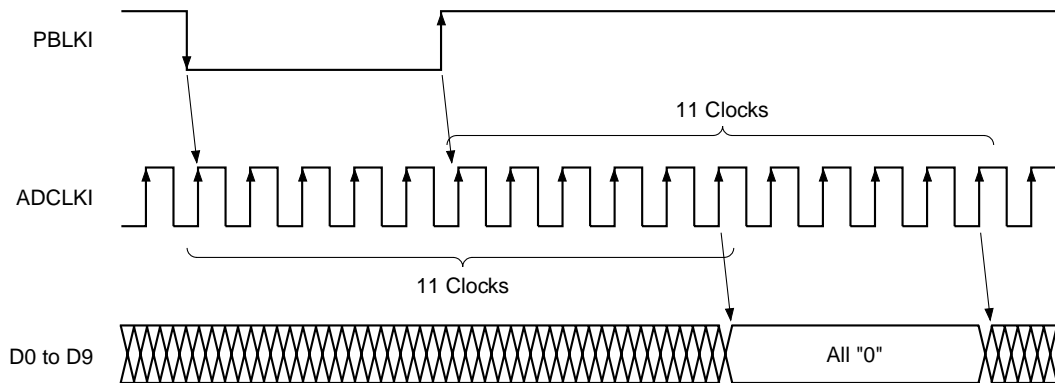 PBLKI
11 Clocks
ADCLKI
11 Clocks
D0 to D9
All "0"